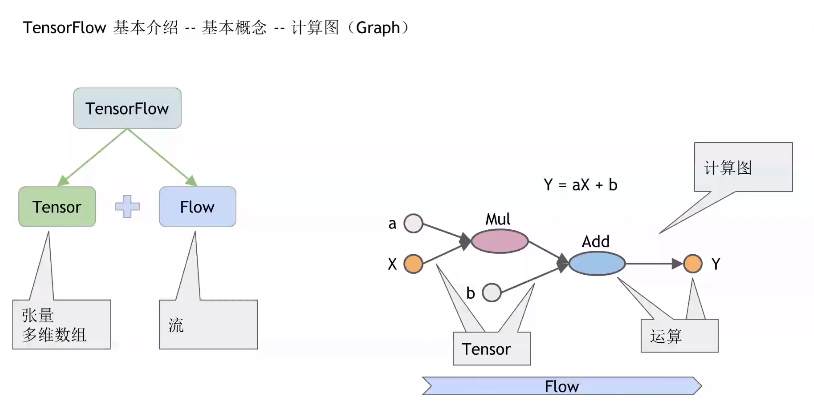 TensorFlow 基本介绍 -- 基本概念 -- 计算图（Graph）
TensorFlow
Tensor
Flow
张量
多维数组
流
Y = aX + b
计算图
a
Mul
X
Add
b
Y
Tensor
运算
Flow